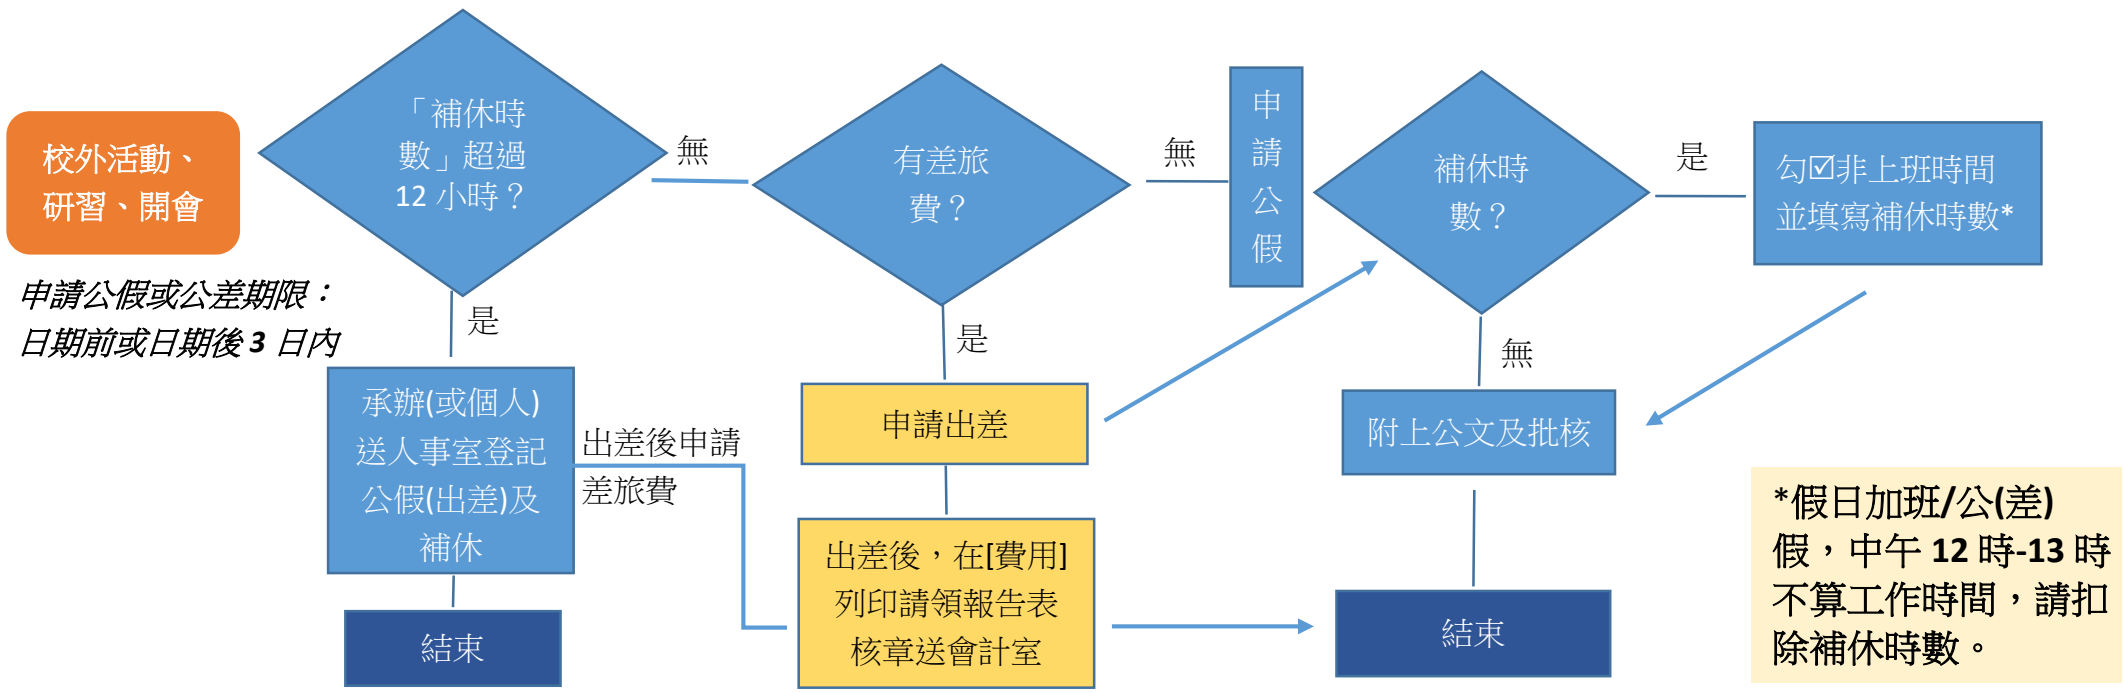 校外活動、
研習、開會
申請公假或公差期限：
日期前或日期後 3 日內
「補休時
數」超過
12 小時？
無
是
承辦(或個人)
送人事室登記
公假(出差)及
補休
結束
出差後申請
差旅費
有差旅
費？
無
是
申請出差
出差後，在[費用]
列印請領報告表
核章送會計室
申
請
公
假
補休時
數？
是
無
勾☑非上班時間
並填寫補休時數*
附上公文及批核
結束
*假日加班/公(差)
假，中午 12 時-13 時
不算工作時間，請扣
除補休時數。